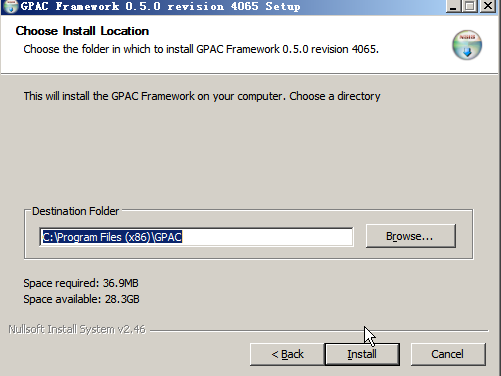 GPAC Framework 0.5.0 revision 4065 Setup
Choose Install Location
Choose the folder in which to install GPAC Framework 0.5.0 revision 4065.
This will install the GPAC Framework on your computer. Choose a directory
Destination Folder
C:\Program Files (x86)\GPAC
Browse...
Space required: 36.9MB
Space available: 28.3GB
Nullsoft Install System v2.46
< Back
Install
Cancel